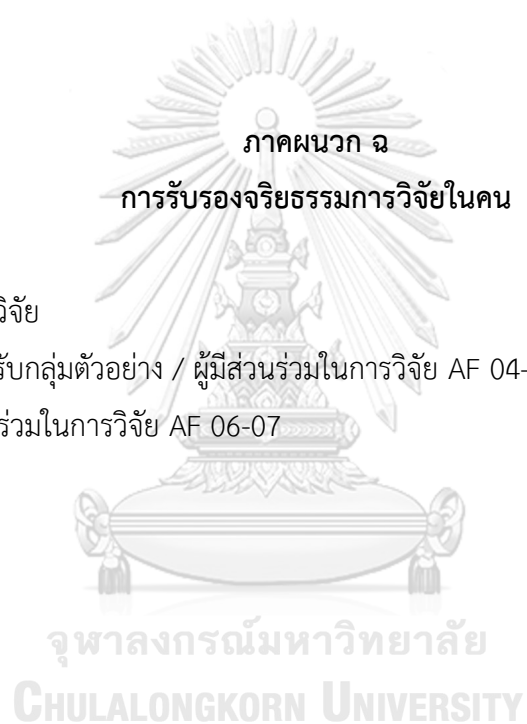 ภาคผนวก ฉ
การรับรองจริยธรรมการวิจัยในคน
วิจัย
รับกลุ่มตัวอย่าง / ผู้มีส่วนร่วมในการวิจัย AF 04-
ร่วมในการวิจัย AF 06-07
จุฬาลงกรณ์มหาวิทยาลัย
CHULALONGKORN UNIVERSITY